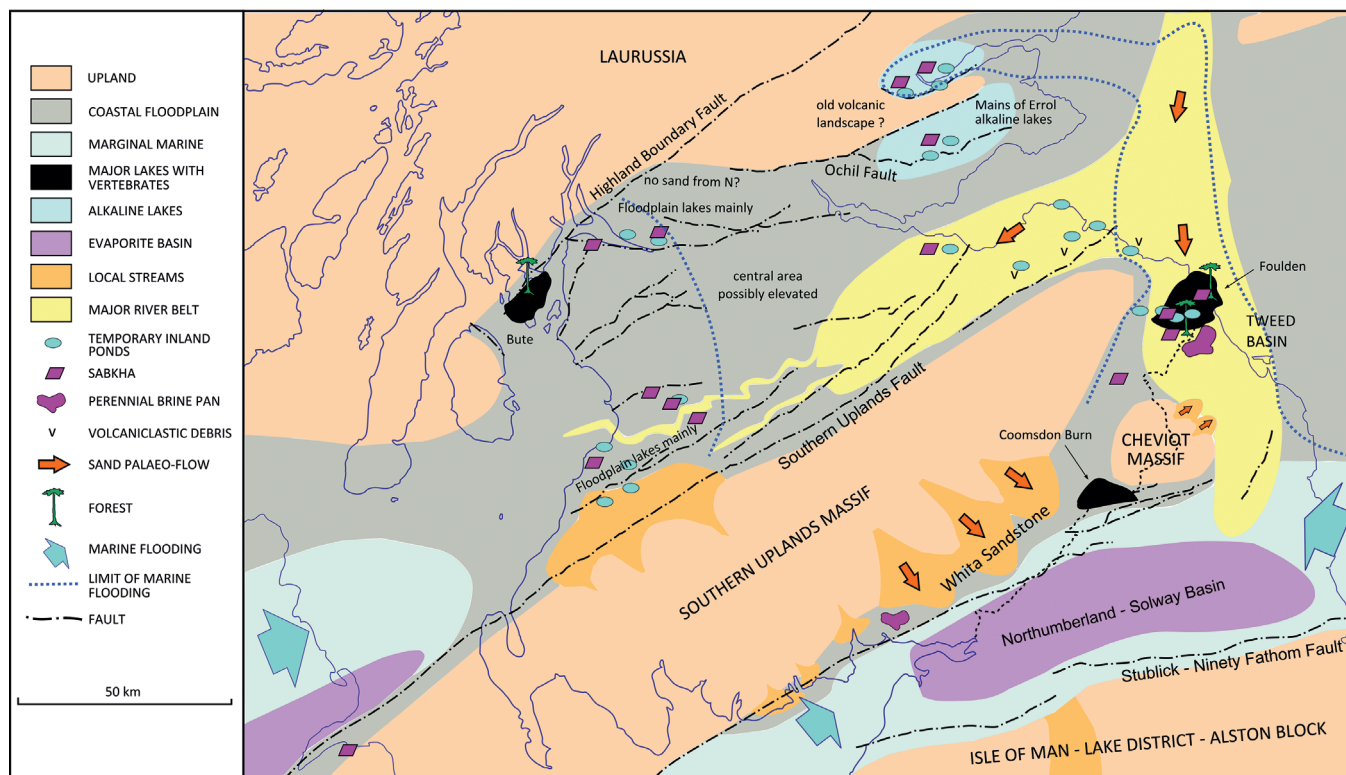 UPLAND
COASTAL FLOODPLAIN
MARGINAL MARINE
MAJOR LAKES WITH
VERTEBRATES
ALKALINE LAKES
EVAPORITE BASIN
LOCAL STREAMS
MAJOR RIVER BELT
TEMPORARY INLAND
PONDS
SABKHA
PERENNIAL BRINE PAN
v VOLCANICLASTIC DEBRIS
SAND PALAEO-FLOW
FOREST
MARINE FLOODING
LIMIT OF MARINE
FLOODING
FAULT
50 km
LAURUSSIA
Highland Boundary Fault
old volcanic
landscape ?
Mains of Errol
alkaline lakes
Ochil Fault
no sand from N?
Floodplain lakes mainly
central area
possibly elevated
Bute
v
v
v
Foulden
TWEED
BASIN
Southern Uplands Fault
Floodplain lakes mainly
Coomsdon Burn
CHEVIOT
MASSIF
SOUTHERN UPLANDS MASSIF
Whita Sandstone
Northumberland - Solway Basin
Stublick - Ninety Fathom Fault
ISLE OF MAN - LAKE DISTRICT - ALSTON BLOCK